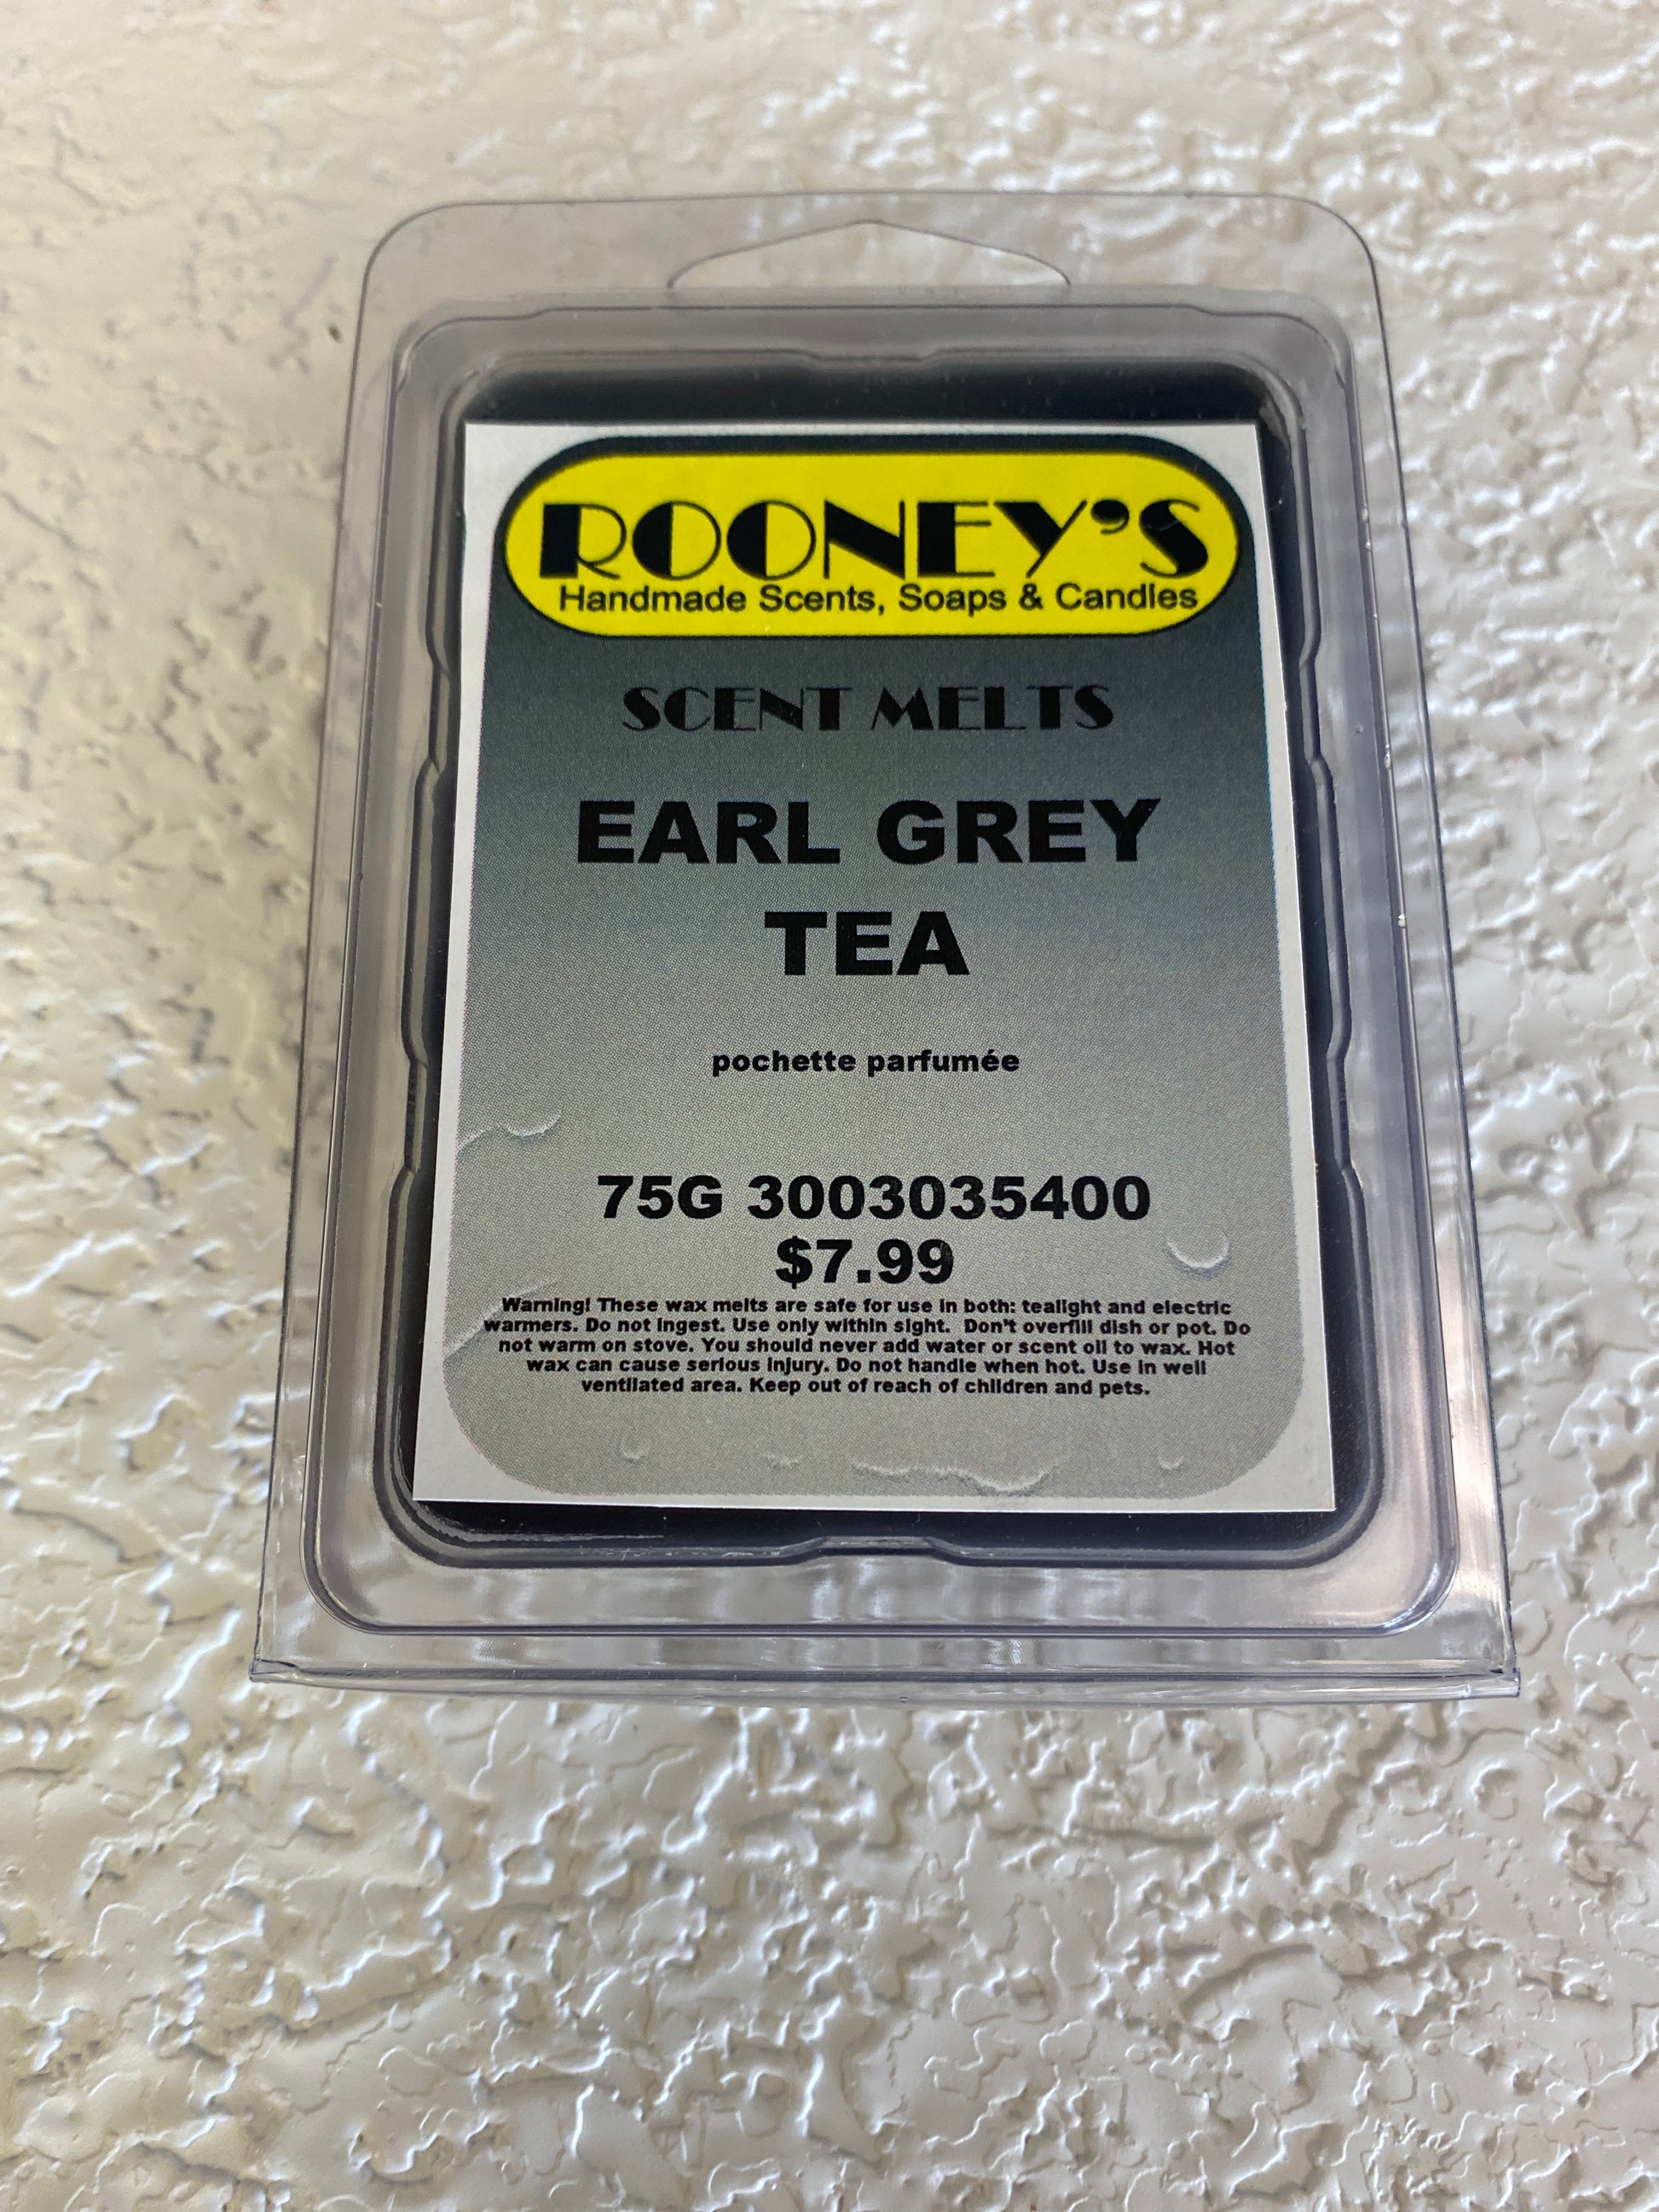 ROONEY'S
Handmade Scents, Soaps & Candles
SCENT MELTS
EARL GREY
TEA
pochette parfumée
75G 3003035400
$7.99
Warning! These wax melts are safe for use in both: tealight and electric
warmers. Do not ingest. Use only within sight. Don't overfill dish or pot. Do
not warm on stove. You should never add water or scent oil to wax. Hot
wax can cause serious injury. Do not handle when hot. Use in well
ventilated area. Keep out of reach of children and pets.